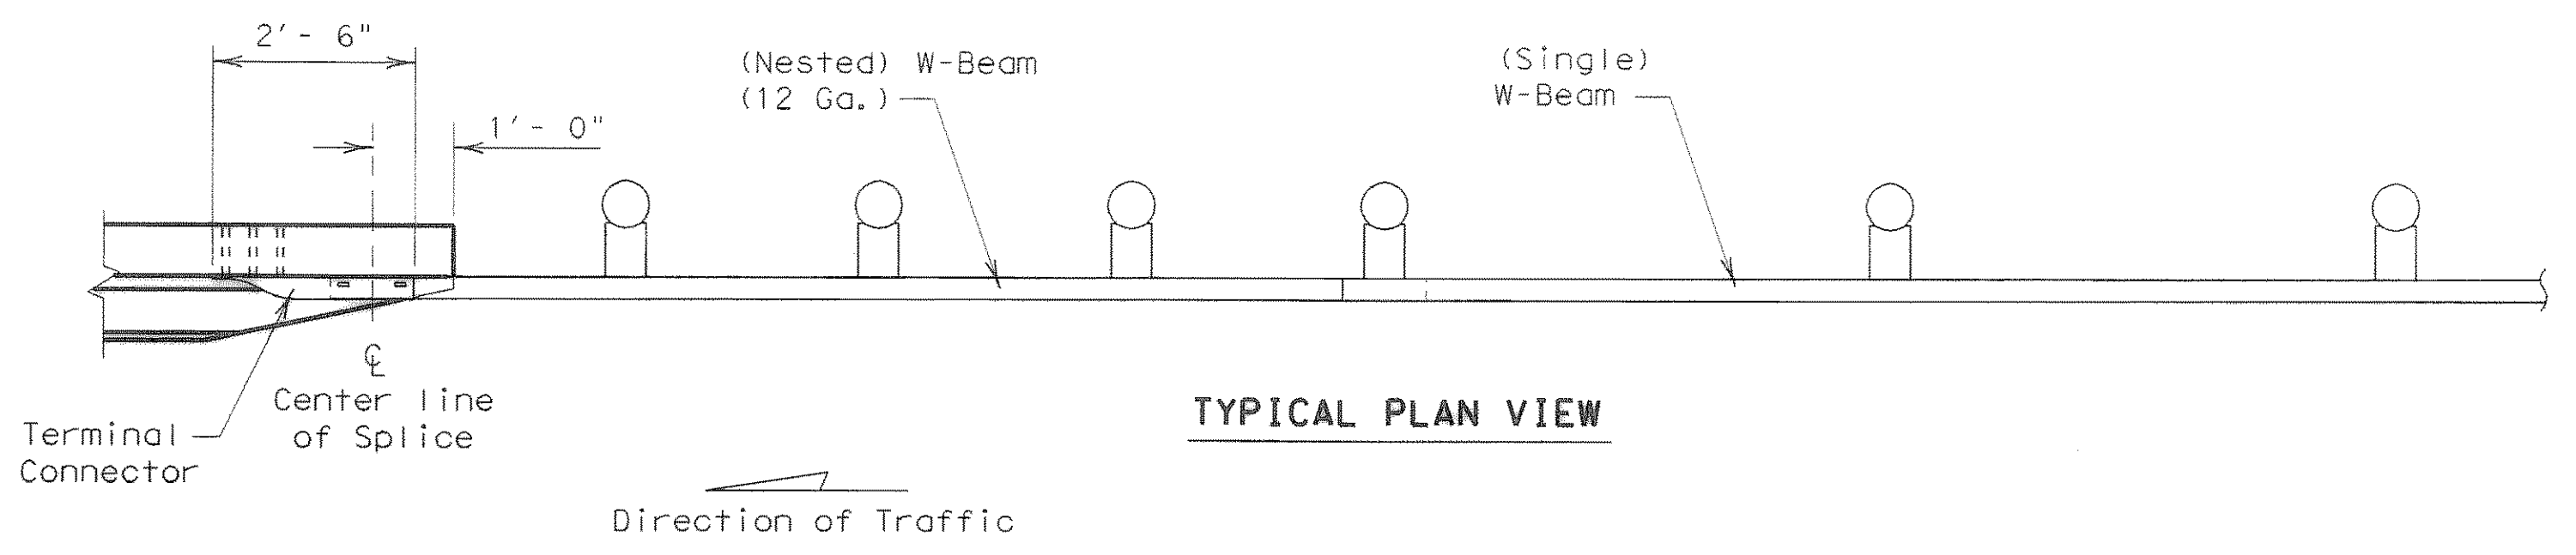 2'- 6"
(Nested) W-Beam
(12 Ga.)
(Single)
W-Beam
1'- 0"
℄
Center line
of Splice
Terminal
Connector
TYPICAL PLAN VIEW
Direction of Traffic